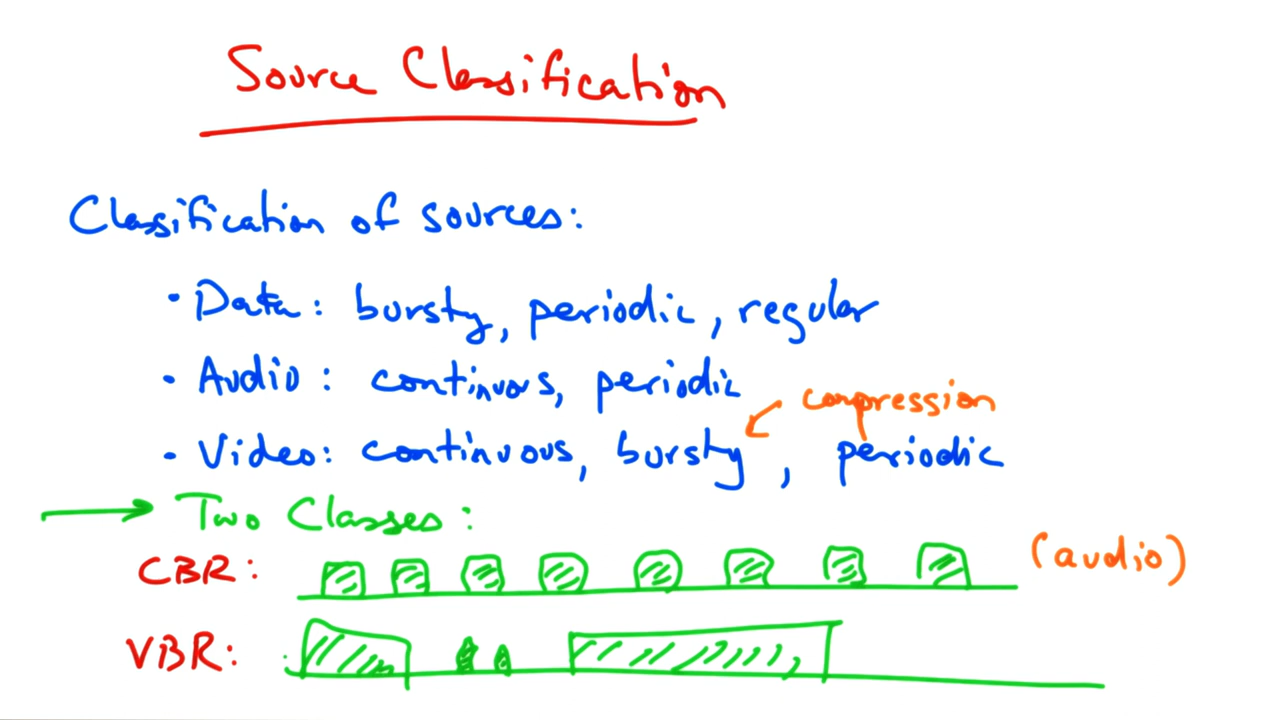 Source Classification
Classification of sources:
• Data: bursty, periodic, regular
• Audio: continuous, periodic
compression
• Video: continuous, bursty, periodic
→ Two Classes:
CBR: (audio)
VBR: